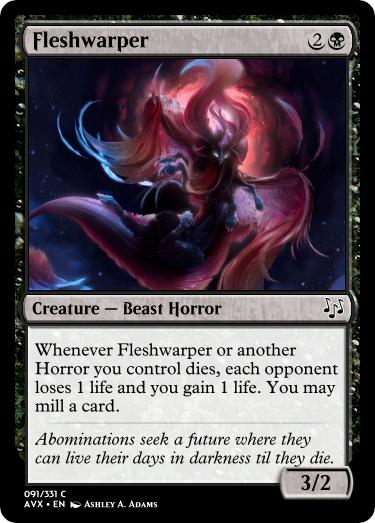 Fleshwarper 2
Creature — Beast Horror
Whenever Fleshwarper or another
Horror you control dies, each opponent
loses 1 life and you gain 1 life. You may
mill a card.
Abominations seek a future where they
can live their days in darkness til they die.
3/2
091/331 C
AVX • EN Ashley A. Adams